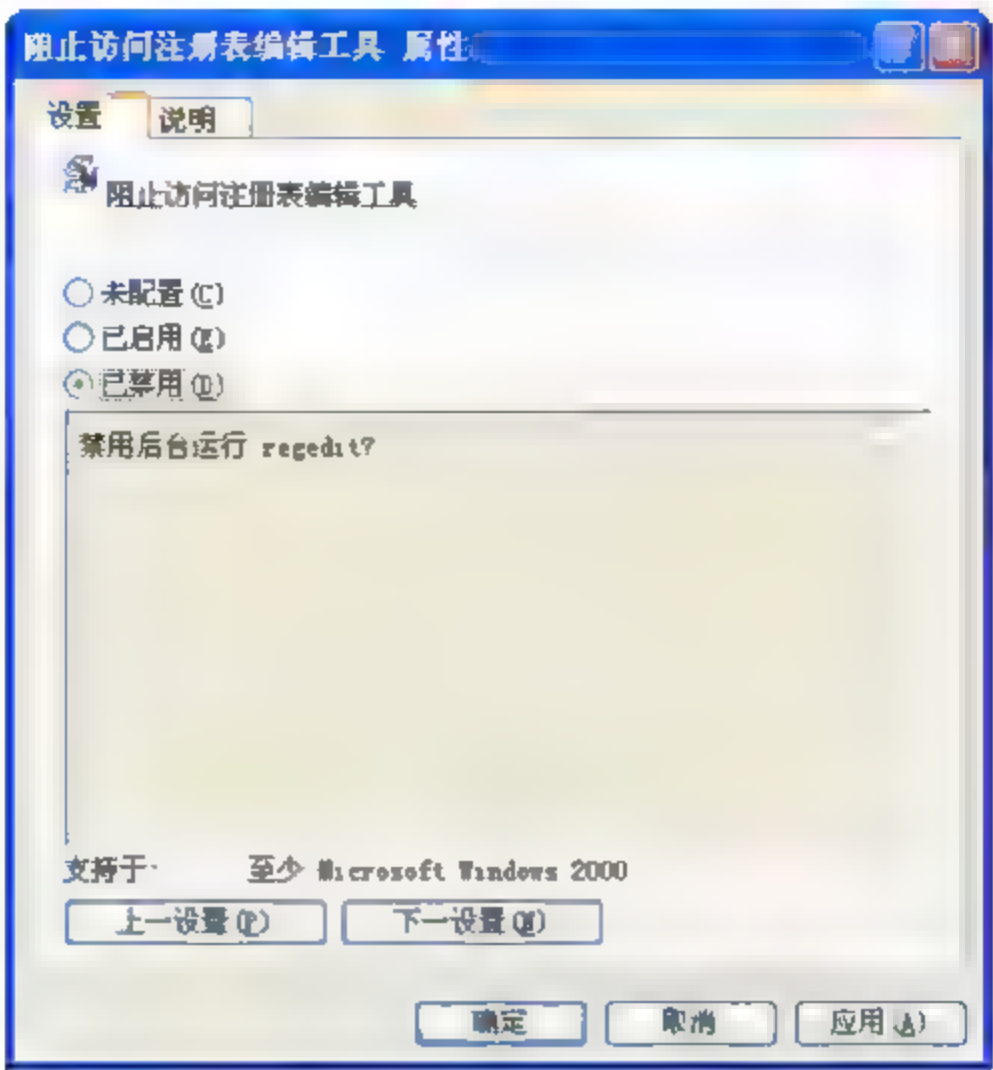 阻止访问注册表编辑工具 属性
设置 说明
阻止访问注册表编辑工具
未配置(C)
已启用(E)
已禁用(D)
禁用后台运行 regedit?
支持于: 至少 Microsoft Windows 2000
上一设置(P) 下一设置(N)
确定 取消 应用(A)